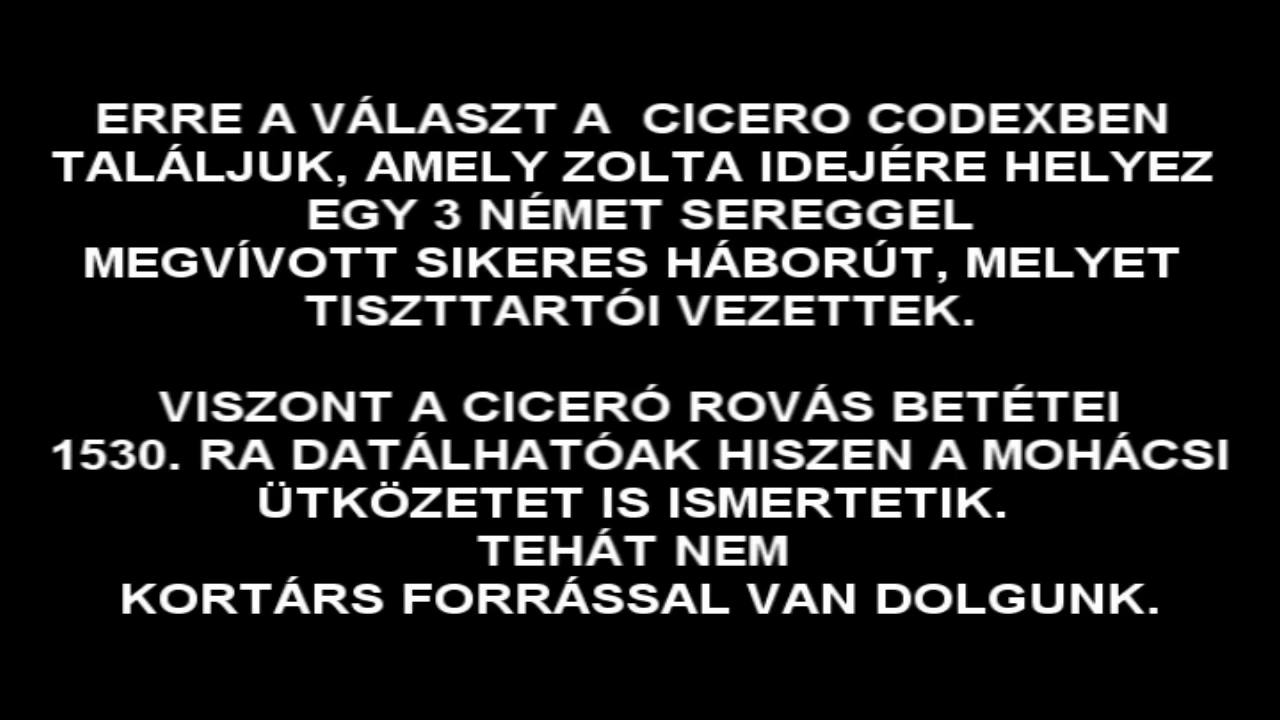 ERRE A VÁLASZT A CICERO CODEXBEN
TALÁLJUK, AMELY ZOLTA IDEJÉRE HELYEZ
EGY 3 NÉMET SEREGGEL
MEGVÍVOTT SIKERES HÁBORÚT, MELYET
TISZTTARTÓI VEZETTEK.
VISZONT A CICERÓ ROVÁS BETÉTEI
1530. RA DATÁLHATÓAK HISZEN A MOHÁCSI
ÜTKÖZETET IS ISMERTETIK.
TEHÁT NEM
KORTÁRS FORRÁSSAL VAN DOLGUNK.